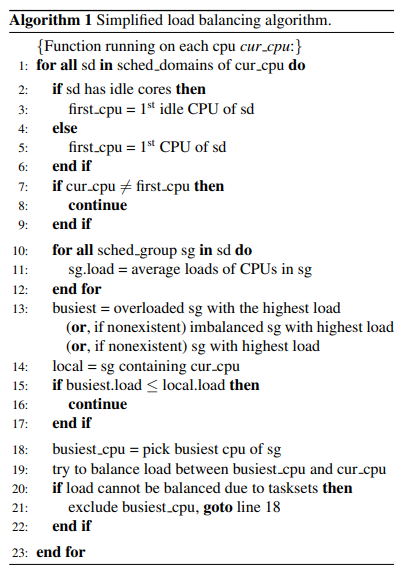 Algorithm 1 Simplified load balancing algorithm.
{Function running on each cpu cur_cpu:}
1: for all sd in sched_domains of cur_cpu do
2: if sd has idle cores then
3: first_cpu = 1st idle CPU of sd
4: else
5: first_cpu = 1st CPU of sd
6: end if
7: if cur_cpu ≠ first_cpu then
8: continue
9: end if
10: for all sched_group sg in sd do
11: sg.load = average loads of CPUs in sg
12: end for
13: busiest = overloaded sg with the highest load
(or, if nonexistent) imbalanced sg with highest load
(or, if nonexistent) sg with highest load
14: local = sg containing cur_cpu
15: if busiest.load ≤ local.load then
16: continue
17: end if
18: busiest_cpu = pick busiest cpu of sg
19: try to balance load between busiest_cpu and cur_cpu
20: if load cannot be balanced due to tasksets then
21: exclude busiest_cpu, goto line 18
22: end if
23: end for